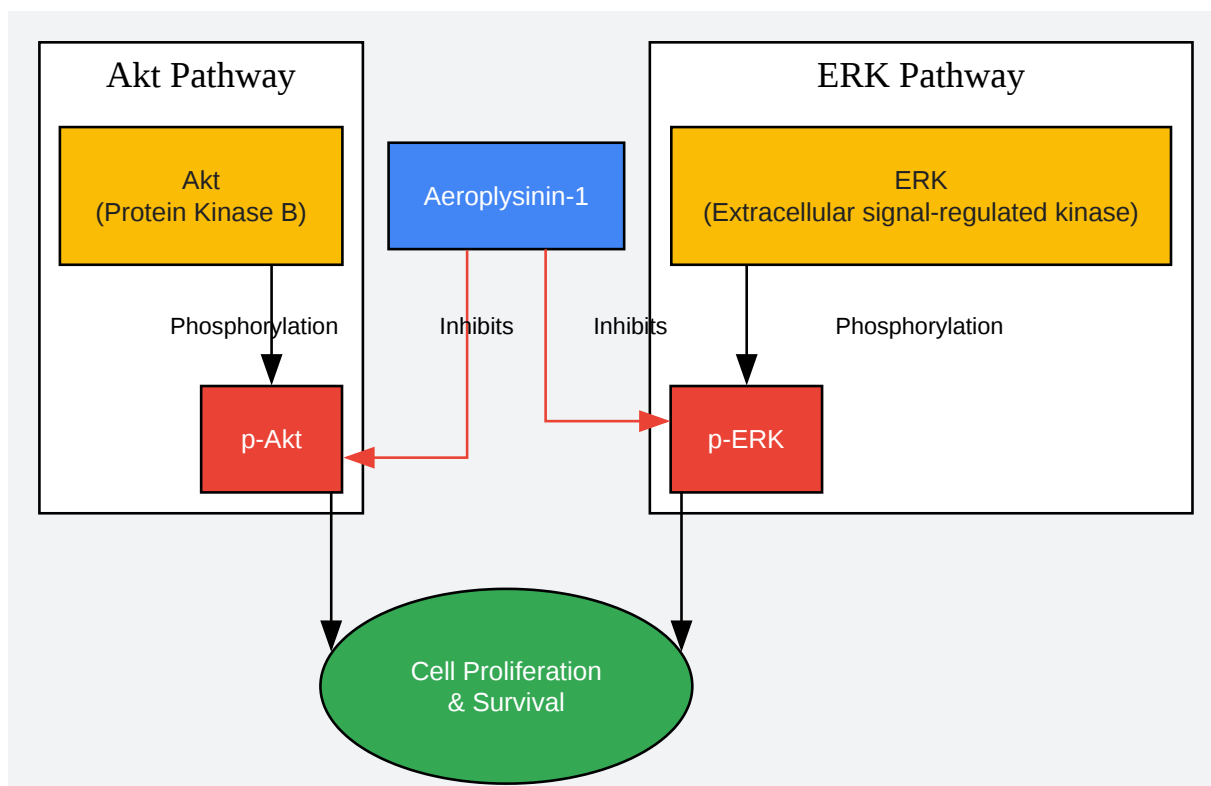 Akt Pathway
ERK Pathway
Akt
(Protein Kinase B)
Aeroplysinin-1
ERK
(Extracellular signal-regulated kinase)
Phosphorylation
Inhibits
Inhibits
Phosphorylation
p-Akt
p-ERK
Cell Proliferation
& Survival